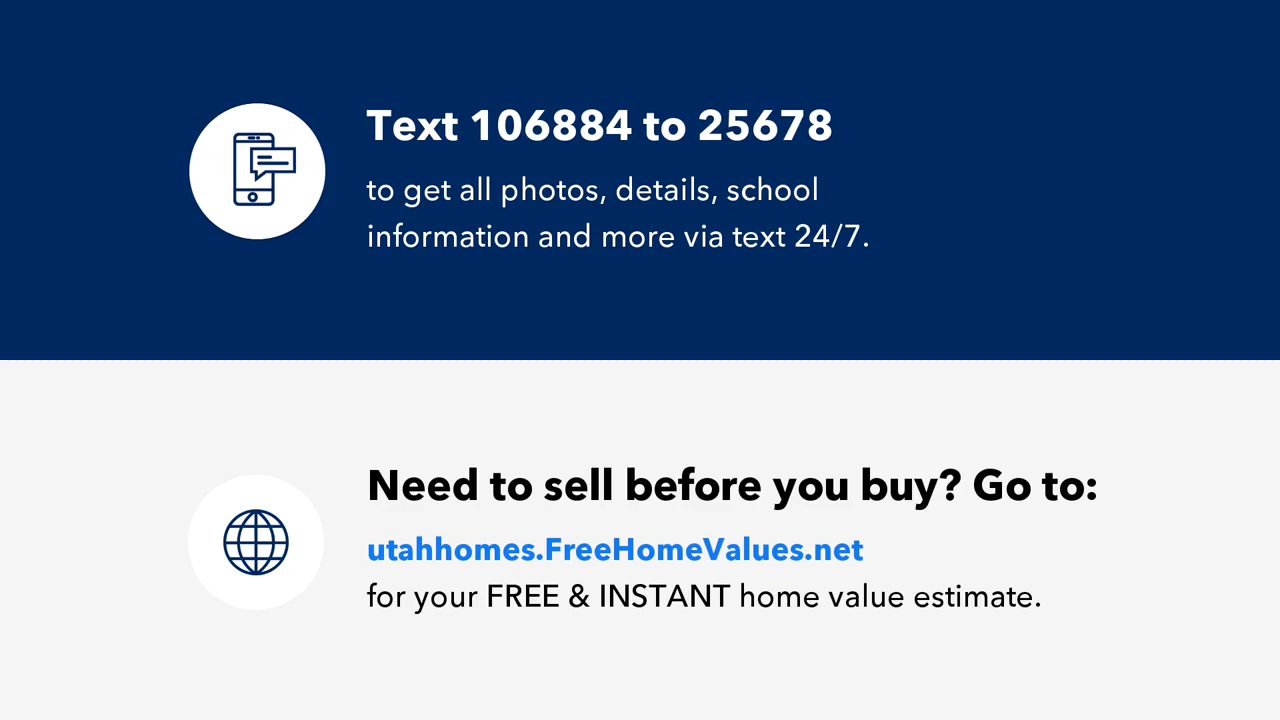 Text 106884 to 25678
to get all photos, details, school
information and more via text 24/7.
Need to sell before you buy? Go to:
utahhomes.FreeHomeValues.net
for your FREE & INSTANT home value estimate.